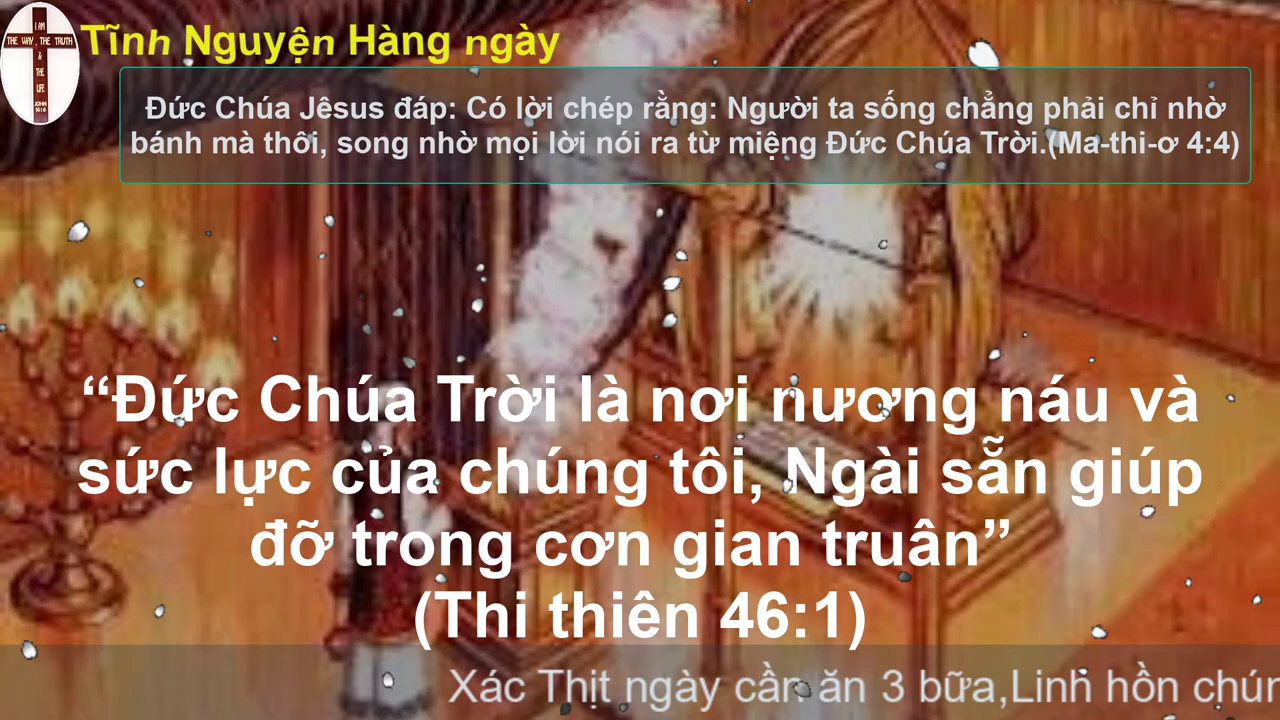 I AM
THE WAY, THE TRUTH
&
THE
LIFE
JOHN
Tĩnh Nguyện Hàng ngày
Đức Chúa Jêsus đáp: Có lời chép rằng: Người ta sống chẳng phải chỉ nhờ
bánh mà thôi, song nhờ mọi lời nói ra từ miệng Đức Chúa Trời.(Ma-thi-ơ 4:4)
“Đức Chúa Trời là nơi nương náu và
sức lực của chúng tôi, Ngài sẵn giúp
đỡ trong cơn gian truân”
(Thi thiên 46:1)
Xác Thịt ngày cần ăn 3 bữa,Linh hồn